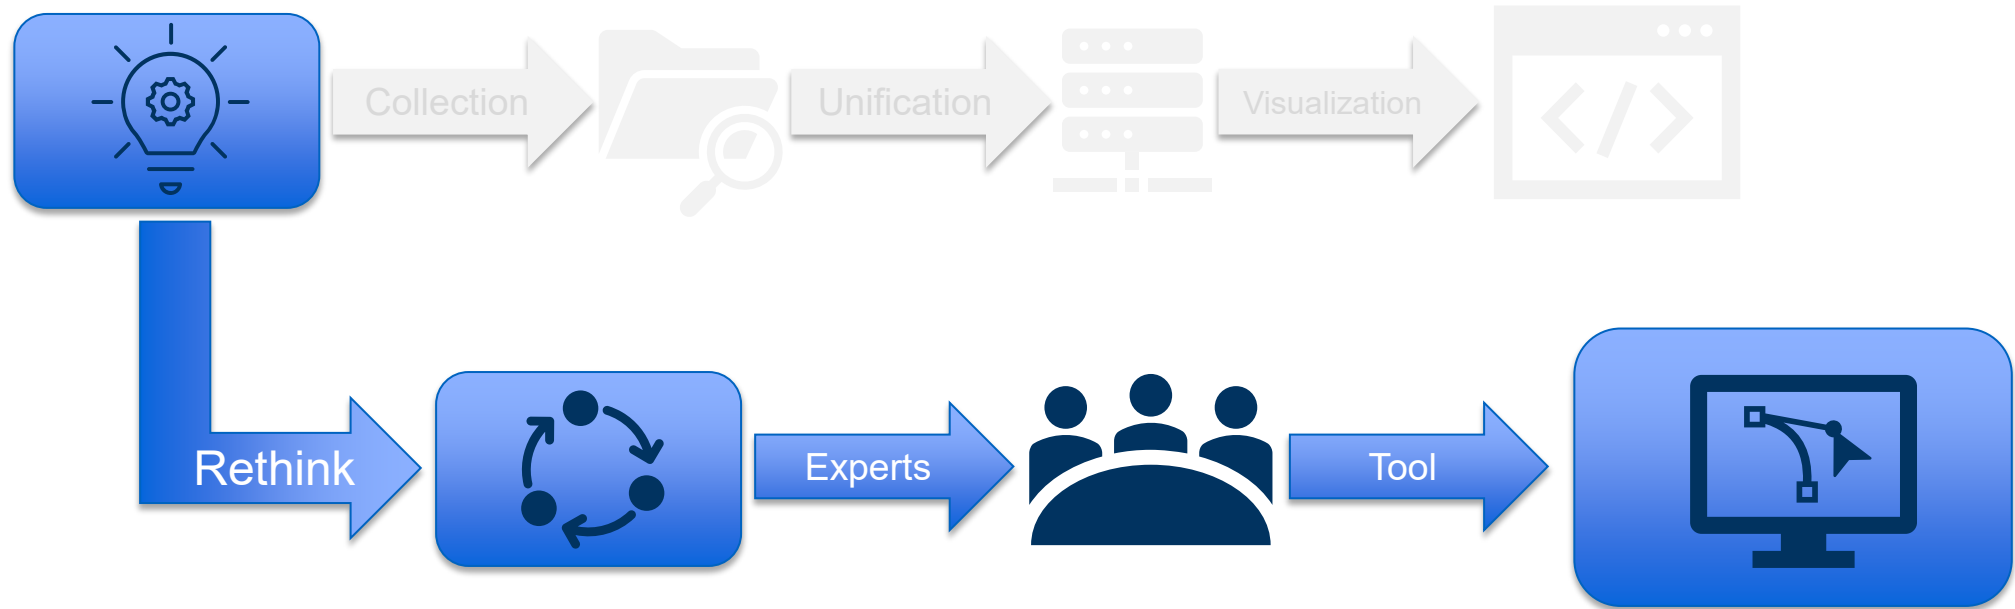 Collection
Unification
Visualization
Rethink
Experts
Tool